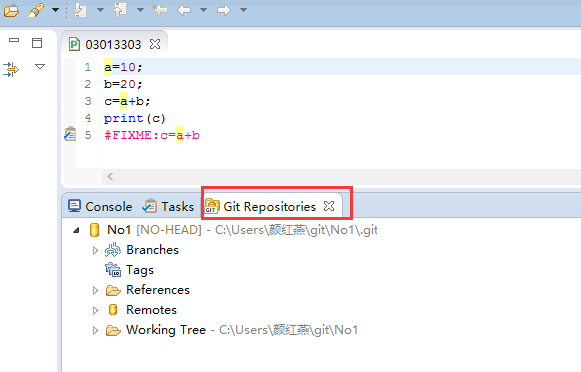 03013303
1 a=10;
2 b=20;
3 c=a+b;
4 print(c)
5 #FIXME:c=a+b
Console Tasks Git Repositories
No1 [NO-HEAD] - C:\Users\颜红燕\git\No1\.git
Branches
Tags
References
Remotes
Working Tree - C:\Users\颜红燕\git\No1